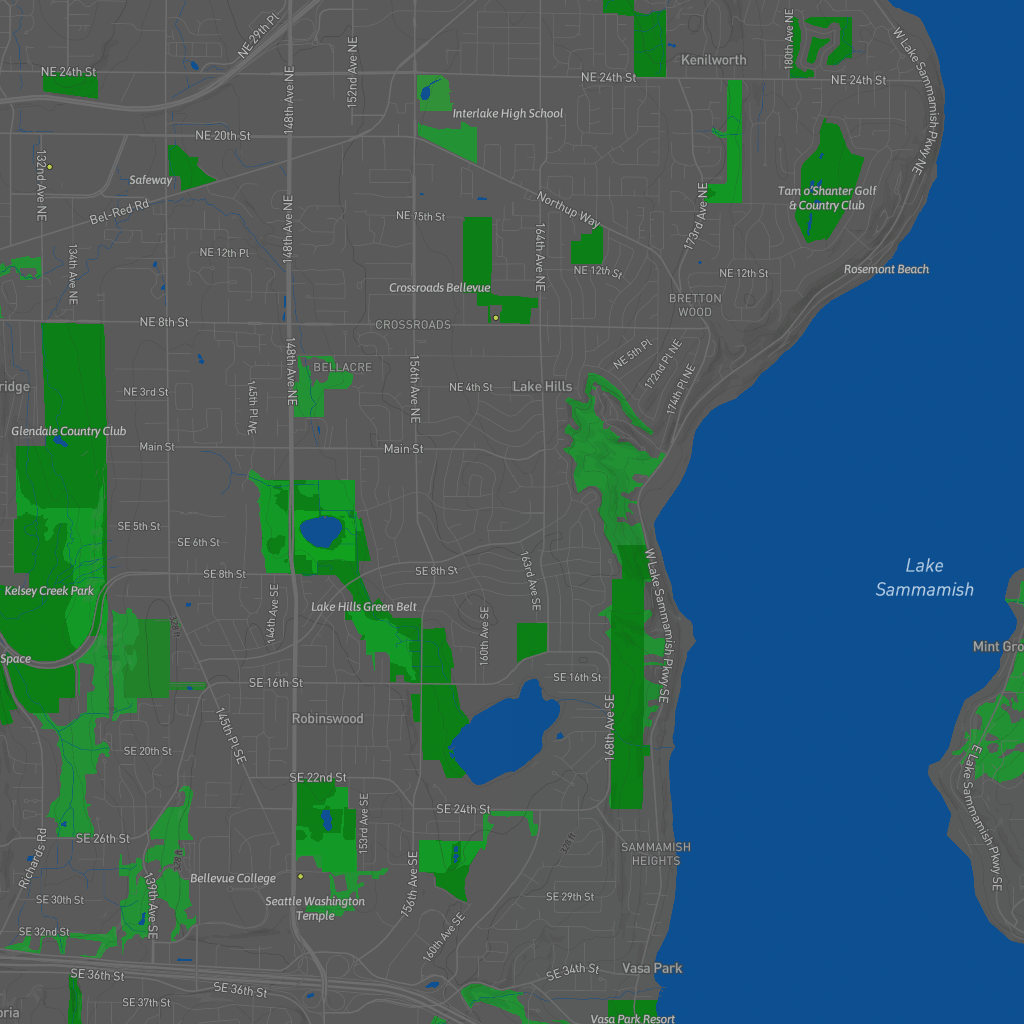 NE 29th Pl
180th Ave NE
W Lake Sammamish Pkwy NE
Kenilworth
NE 24th St
NE 24th St
NE 24th St
148th Ave NE
152nd Ave NE
Interlake High School
NE 20th St
132nd Ave NE
Safeway
Tam o'Shanter Golf
& Country Club
Bel-Red Rd
148th Ave NE
NE 15th St
Northup Way
173rd Ave NE
164th Ave NE
134th Ave NE
NE 12th Pl
NE 12th St
NE 12th St
Rosemont Beach
Crossroads Bellevue
BRETTON
WOOD
NE 8th St
CROSSROADS
148th Ave NE
NE 5th Pl
172nd Pl NE
174th Pl NE
BELLACRE
156th Ave NE
ridge
NE 3rd St
145th Pl NE
NE 4th St
Lake Hills
Glendale Country Club
Main St
Main St
SE 5th St
SE 6th St
SE 8th St
SE 8th St
163rd Ave SE
W Lake Sammamish Pkwy SE
Lake
Sammamish
Kelsey Creek Park
146th Ave SE
Lake Hills Green Belt
160th Ave SE
328 ft
Space
Mint Gro
SE 16th St
SE 16th St
168th Ave SE
Robinswood
145th Pl SE
SE 20th St
E Lake Sammamish Pkwy SE
SE 22nd St
SE 24th St
153rd Ave SE
SE 26th St
Richards Rd
328 ft
328 ft
SAMMAMISH
HEIGHTS
Bellevue College
139th Ave SE
156th Ave SE
SE 30th St
Seattle Washington
Temple
SE 29th St
SE 32nd St
160th Ave SE
SE 36th St
SE 36th St
SE 34th St
Vasa Park
SE 37th St
oria
Vasa Park Resort